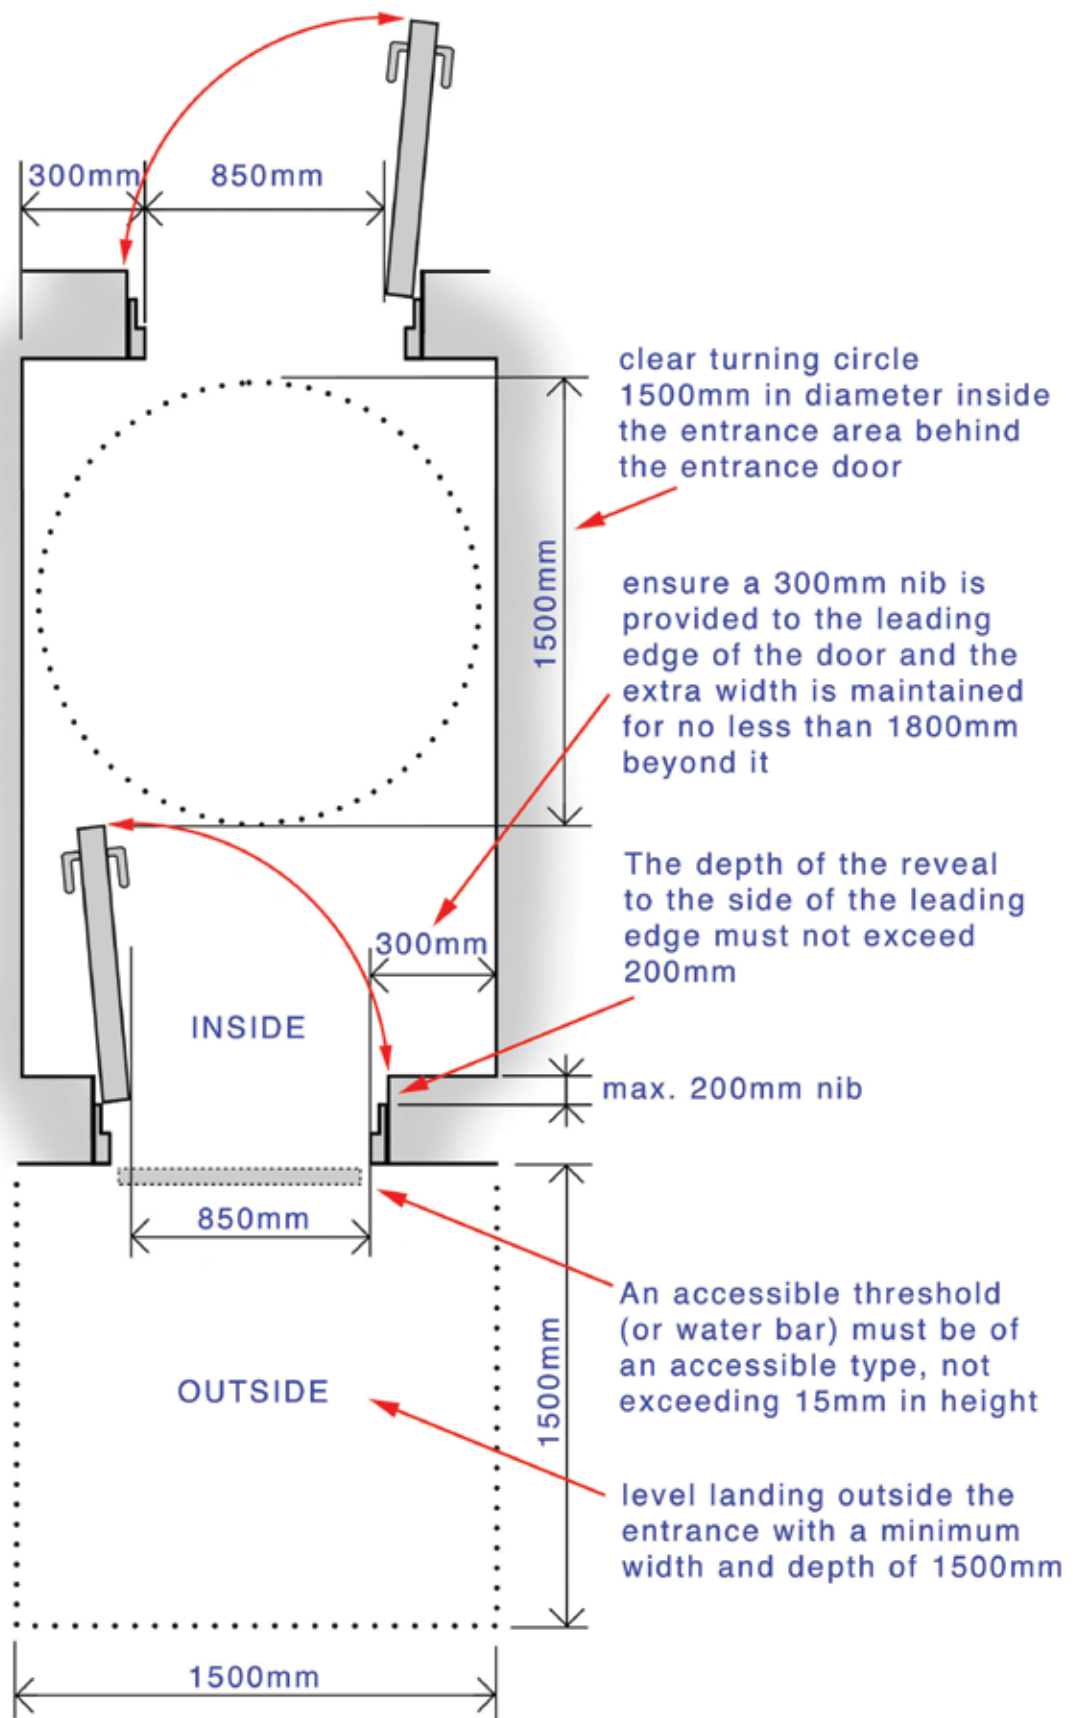 300mm
850mm
clear turning circle
1500mm in diameter inside
the entrance area behind
the entrance door
1500mm
ensure a 300mm nib is
provided to the leading
edge of the door and the
extra width is maintained
for no less than 1800mm
beyond it
The depth of the reveal
to the side of the leading
edge must not exceed
200mm
300mm
INSIDE
max. 200mm nib
850mm
An accessible threshold
(or water bar) must be of
an accessible type, not
exceeding 15mm in height
1500mm
OUTSIDE
level landing outside the
entrance with a minimum
width and depth of 1500mm
1500mm